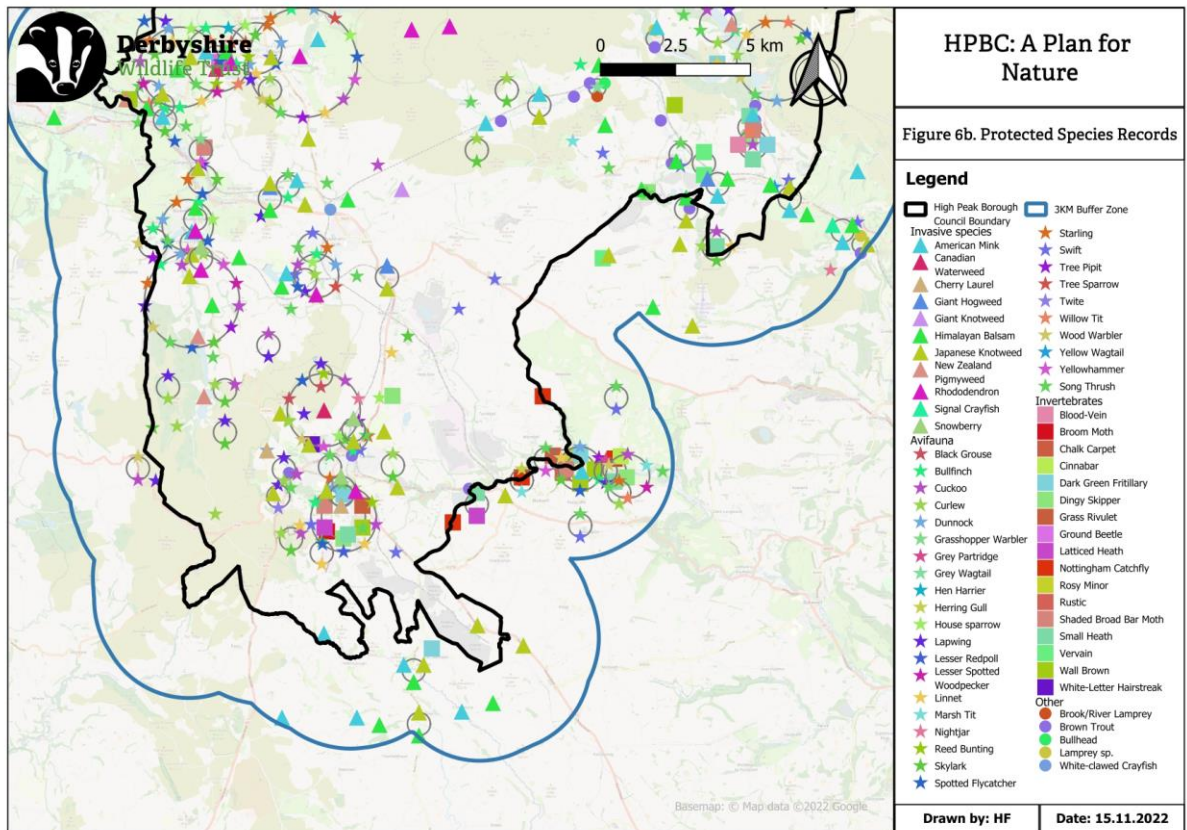 Derbyshire
Wildlife Trust
0 2.5 5 km
N
Basemap: © Map data ©2022 Google
HPBC: A Plan for
Nature
Figure 6b. Protected Species Records
Legend
High Peak Borough
Council Boundary
3KM Buffer Zone
Invasive species
American Mink
Canadian
Waterweed
Cherry Laurel
Giant Hogweed
Giant Knotweed
Himalayan Balsam
Japanese Knotweed
New Zealand
Pigmyweed
Rhododendron
Signal Crayfish
Snowberry
Avifauna
Black Grouse
Bullfinch
Cuckoo
Curlew
Dunnock
Grasshopper Warbler
Grey Partridge
Grey Wagtail
Hen Harrier
Herring Gull
House sparrow
Lapwing
Lesser Redpoll
Lesser Spotted
Woodpecker
Linnet
Marsh Tit
Nightjar
Reed Bunting
Skylark
Spotted Flycatcher
Starling
Swift
Tree Pipit
Tree Sparrow
Twite
Willow Tit
Wood Warbler
Yellow Wagtail
Yellowhammer
Song Thrush
Invertebrates
Blood-Vein
Broom Moth
Chalk Carpet
Cinnabar
Dark Green Fritillary
Dingy Skipper
Grass Rivulet
Ground Beetle
Latticed Heath
Nottingham Catchfly
Rosy Minor
Rustic
Shaded Broad Bar Moth
Small Heath
Vervain
Wall Brown
White-Letter Hairstreak
Other
Brook/River Lamprey
Brown Trout
Bullhead
Lamprey sp.
White-clawed Crayfish
Drawn by: HF
Date: 15.11.2022